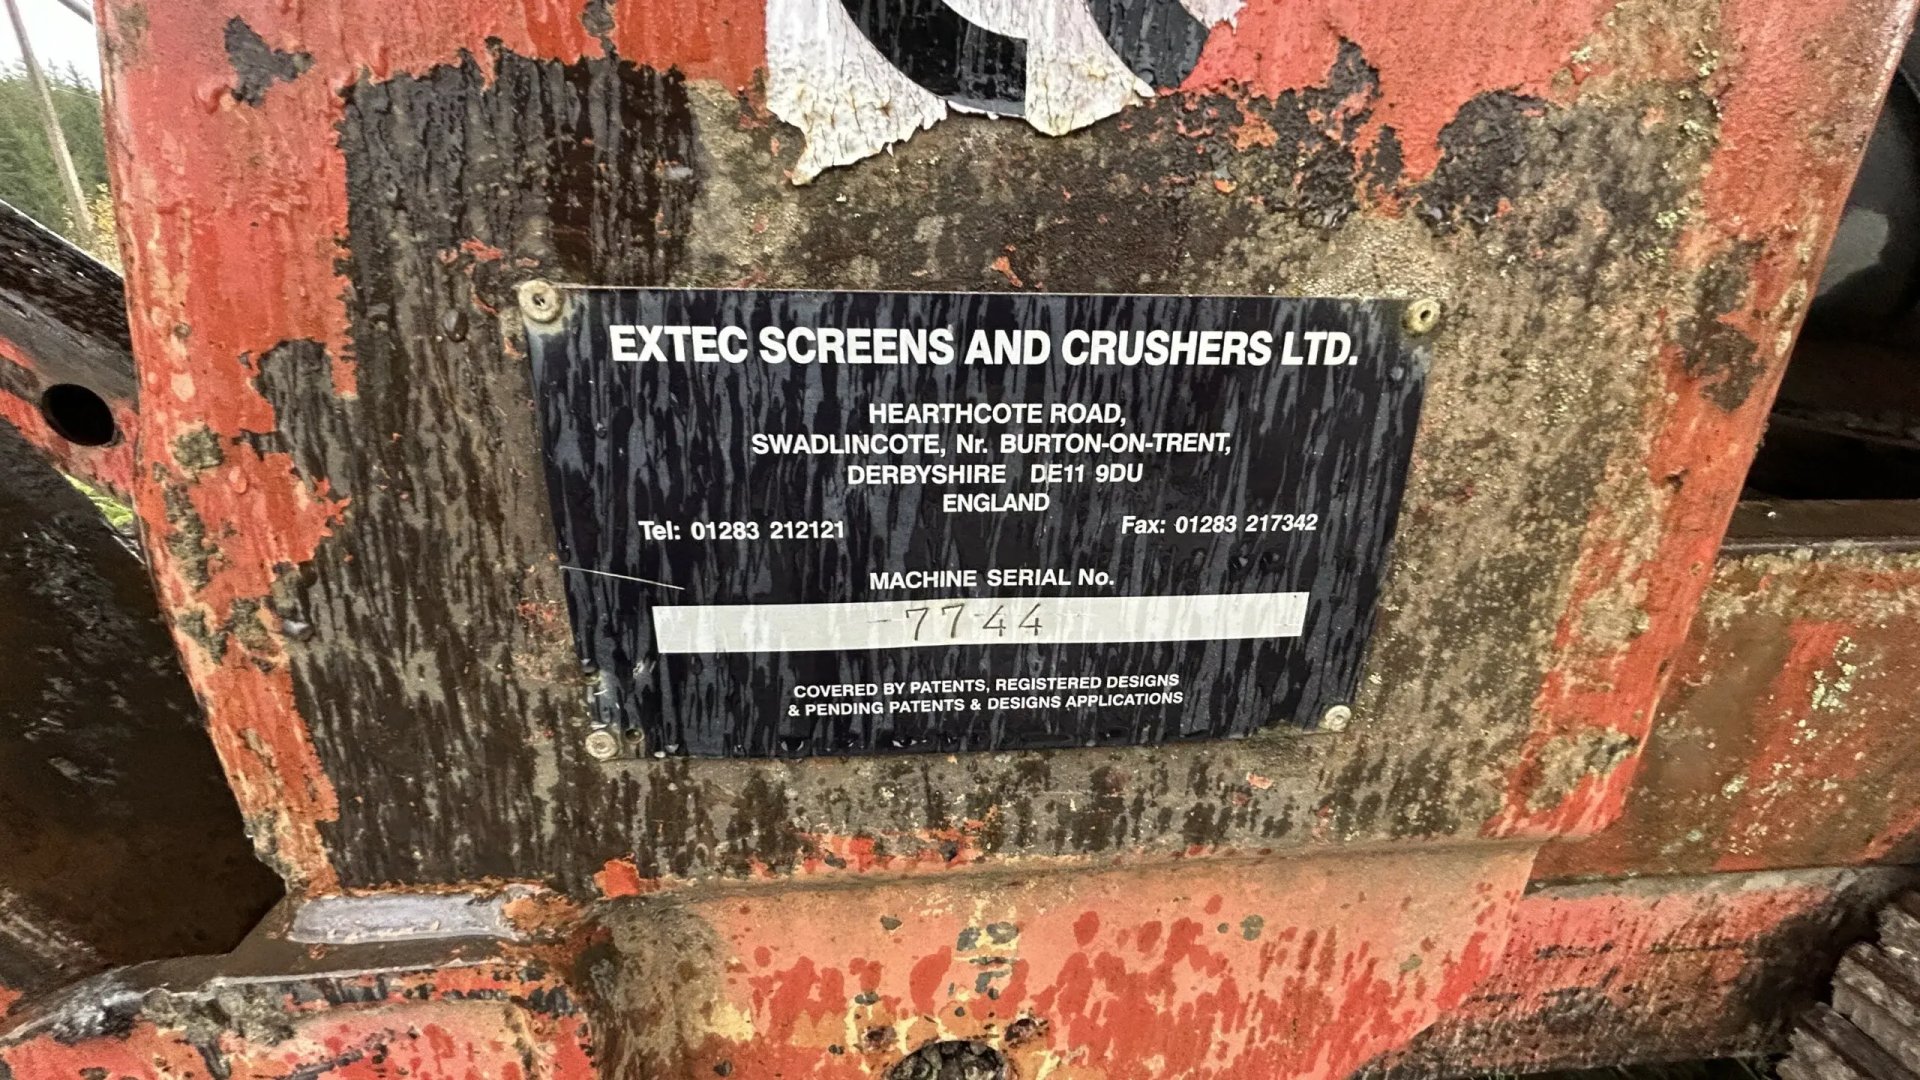 EXTEC SCREENS AND CRUSHERS LTD.
HEARTHCOTE ROAD,
SWADLINCOTE, Nr. BURTON-ON-TRENT,
DERBYSHIRE DE11 9DU
ENGLAND
Tel: 01283 212121 Fax: 01283 217342
MACHINE SERIAL No.
-7744-
COVERED BY PATENTS, REGISTERED DESIGNS
& PENDING PATENTS & DESIGNS APPLICATIONS